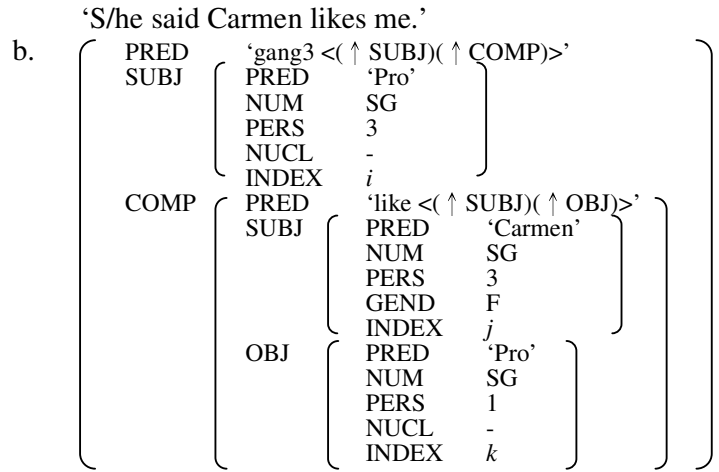 ‘S/he said Carmen likes me.’
b. PRED ‘gang3 <( ↑ SUBJ)( ↑ COMP)>’
SUBJ PRED ‘Pro’
NUM SG
PERS 3
NUCL -
INDEX i
COMP PRED ‘like <( ↑ SUBJ)( ↑ OBJ)>’
SUBJ PRED ‘Carmen’
NUM SG
PERS 3
GEND F
INDEX j
OBJ PRED ‘Pro’
NUM SG
PERS 1
NUCL -
INDEX k